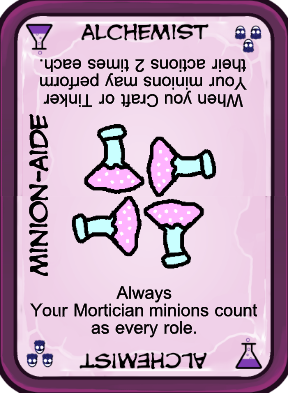 ALCHEMIST
When you Craft or Tinker
Your minions may perform
their actions 2 times each.
MINION-AIDE
Always
Your Mortician minions count
as every role.
ALCHEMIST